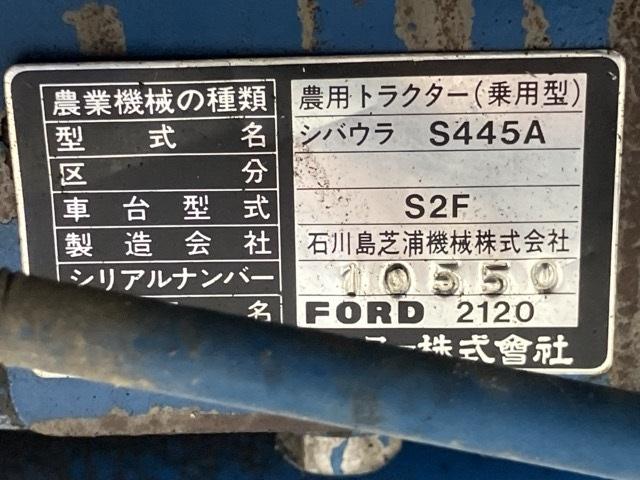 農業機械の種類 農用トラクター(乗用型)
型式名 シバウラ S445A
区分
車台型式 S2F
製造会社 石川島芝浦機械株式会社
シリアルナンバー 10550
名 FORD 2120
株式會社